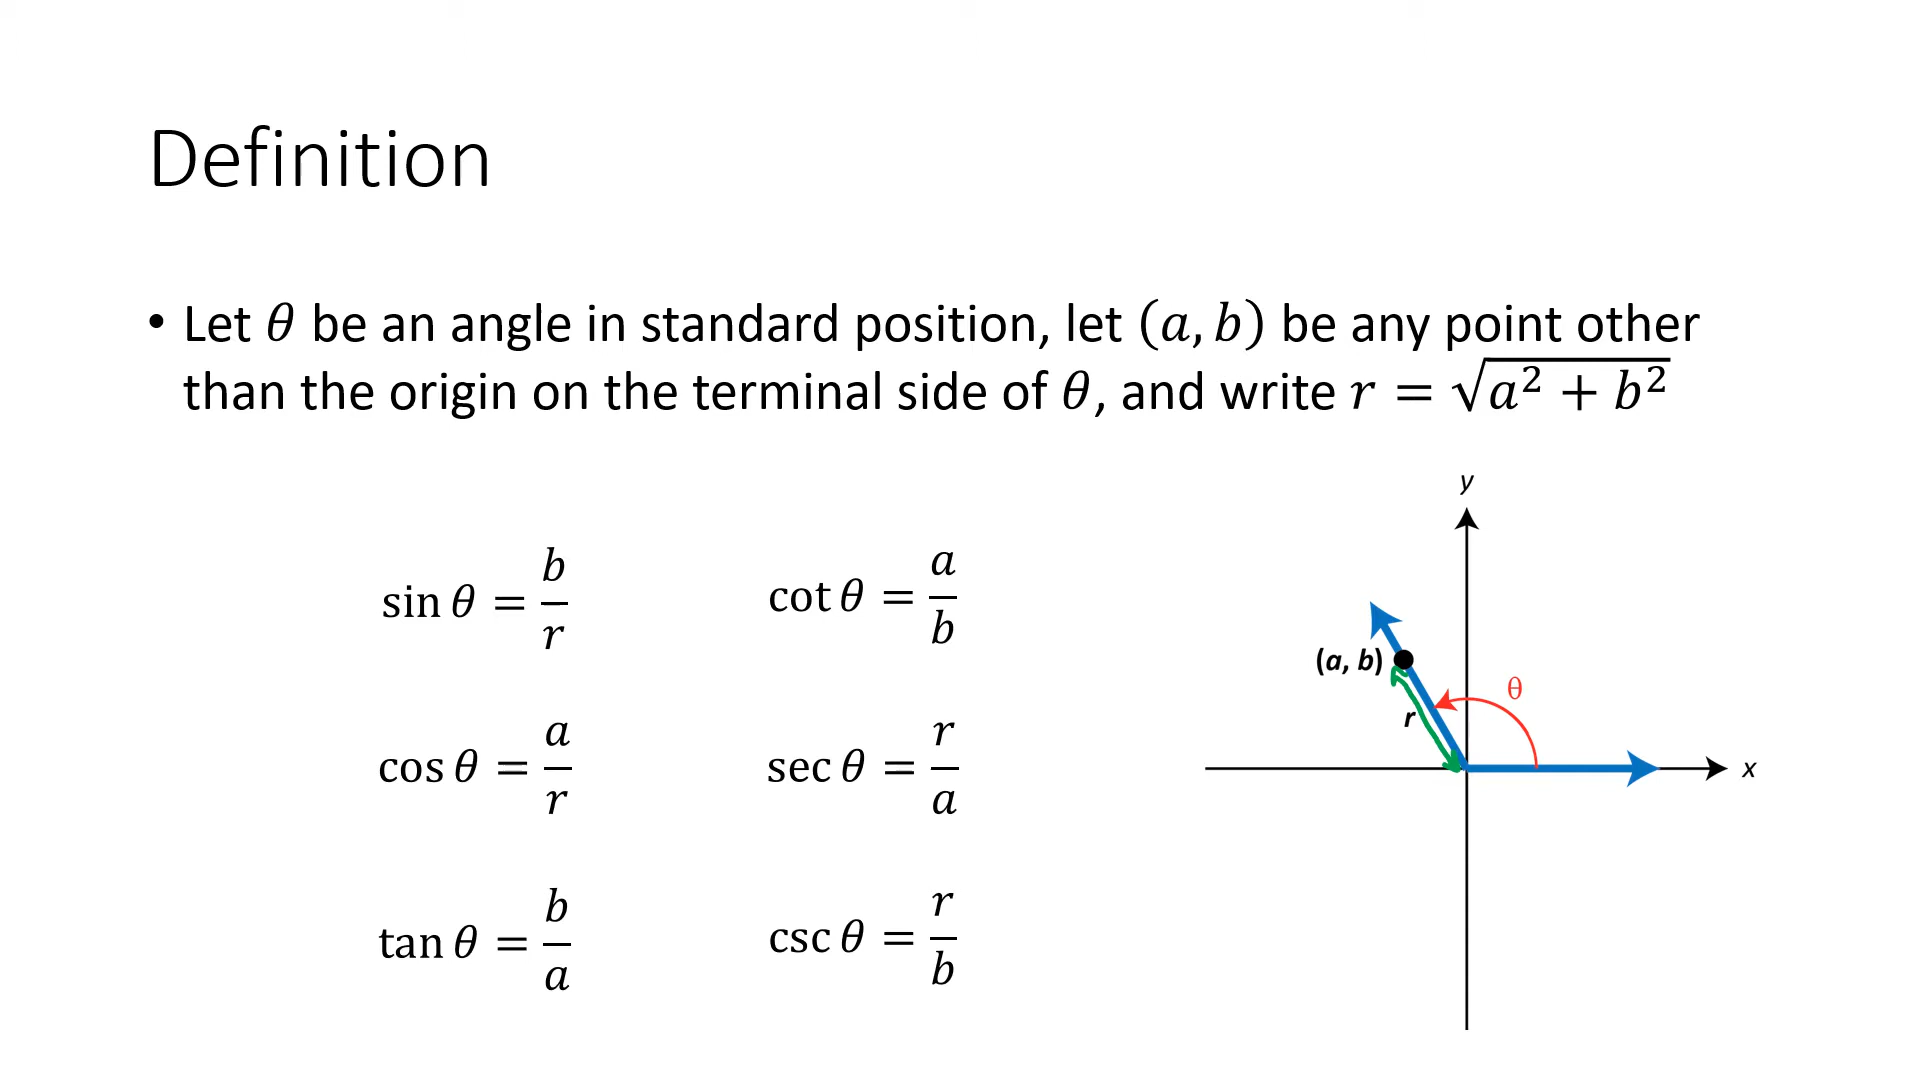 Definition
• Let θ be an angle in standard position, let (a, b) be any point other
than the origin on the terminal side of θ, and write r = √(a² + b²)
sin θ = b/r
cot θ = a/b
cos θ = a/r
sec θ = r/a
tan θ = b/a
csc θ = r/b
y
(a, b)
θ
r
x